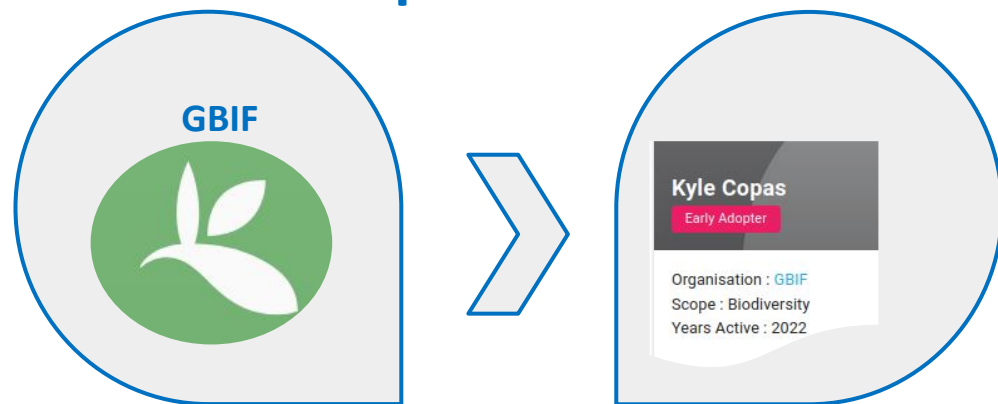 GBIF
Kyle Copas
Early Adopter
Organisation : GBIF
Scope : Biodiversity
Years Active : 2022